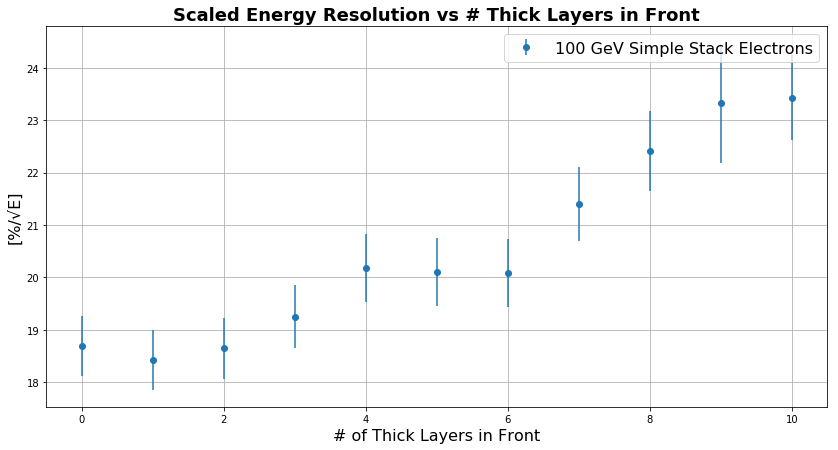 Scaled Energy Resolution vs # Thick Layers in Front
100 GeV Simple Stack Electrons
[%/√E]
24
23
22
21
20
19
18
0 2 4 6 8 10
# of Thick Layers in Front